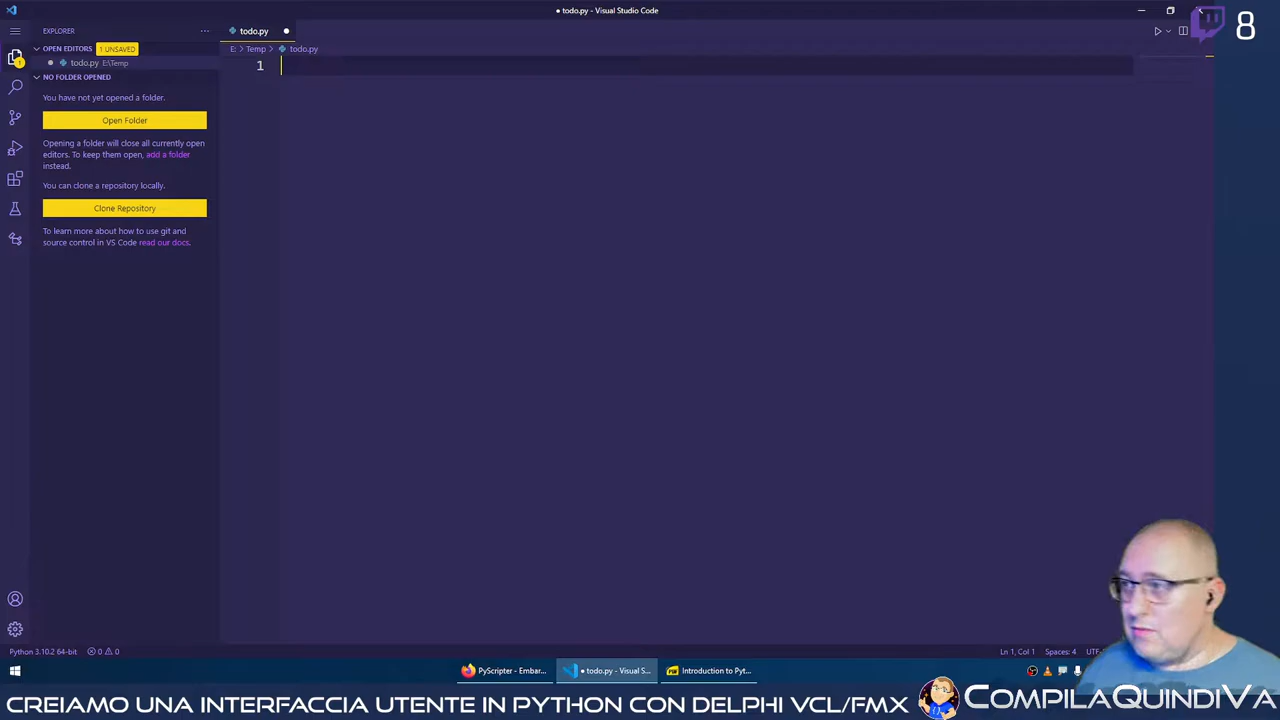 todo.py - Visual Studio Code
8
EXPLORER
todo.py
OPEN EDITORS 1 UNSAVED
E: > Temp > todo.py
todo.py E:\Temp
1
NO FOLDER OPENED
You have not yet opened a folder.
Open Folder
Opening a folder will close all currently open
editors. To keep them open, add a folder
instead.
You can clone a repository locally.
Clone Repository
To learn more about how to use git and
source control in VS Code read our docs.
Python 3.10.2 64-bit
0
0
Ln 1, Col 1
Spaces: 4
UTF-
PyScripter - Embar...
todo.py - Visual S...
Introduction to Pyt...
CREIAMO UNA INTERFACCIA UTENTE IN PYTHON CON DELPHI VCL/FMX
COMPILAQUINDIVA